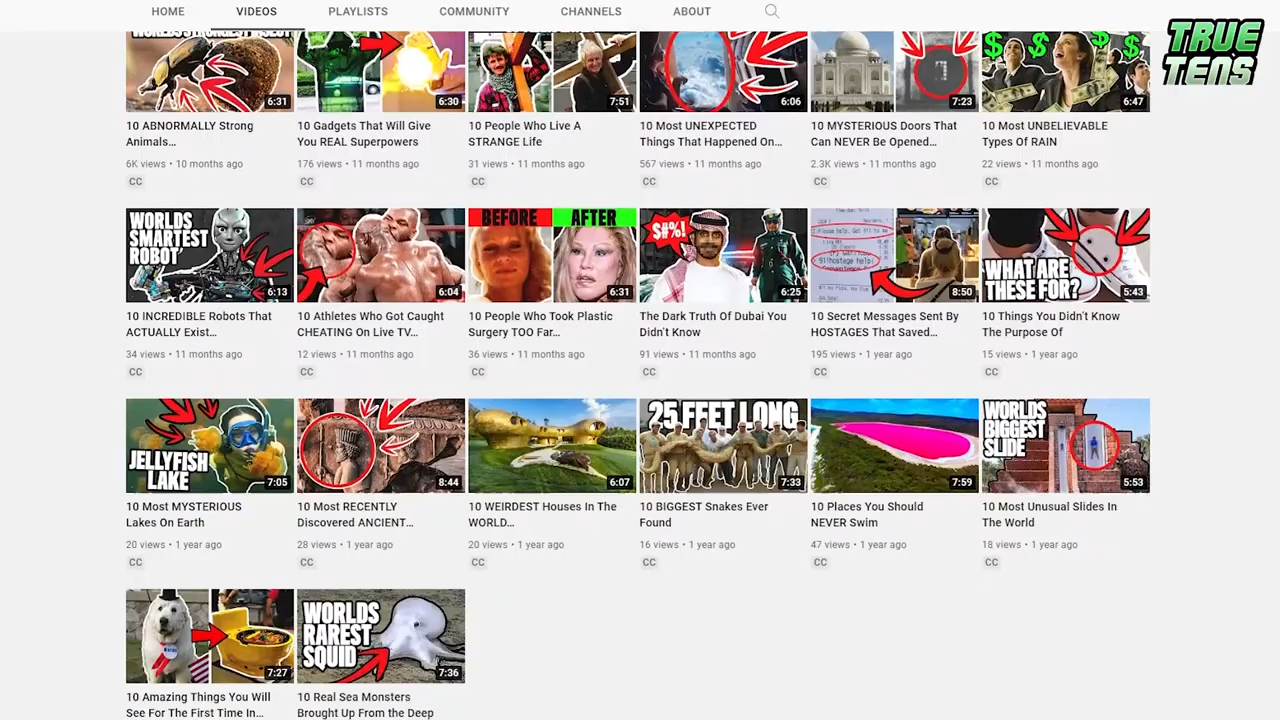 HOME VIDEOS PLAYLISTS COMMUNITY CHANNELS ABOUT
TRUE
TENS
WORLDS STRONGEST INSECT
6:31
6:30
7:51
6:06
7:23
$ $ $ $
6:47
10 ABNORMALLY Strong
Animals…
6K views • 10 months ago
CC
10 Gadgets That Will Give
You REAL Superpowers
176 views • 11 months ago
CC
10 People Who Live A
STRANGE Life
31 views • 11 months ago
CC
10 Most UNEXPECTED
Things That Happened On…
567 views • 11 months ago
CC
10 MYSTERIOUS Doors That
Can NEVER Be Opened…
2.3K views • 11 months ago
CC
10 Most UNBELIEVABLE
Types Of RAIN
22 views • 11 months ago
CC
WORLDS
SMARTEST
ROBOT
6:13
10 INCREDIBLE Robots That
ACTUALLY Exist…
34 views • 11 months ago
CC
6:04
10 Athletes Who Got Caught
CHEATING On Live TV…
12 views • 11 months ago
CC
BEFORE AFTER
6:31
10 People Who Took Plastic
Surgery TOO Far…
36 views • 11 months ago
CC
$#%!
6:25
The Dark Truth Of Dubai You
Didn't Know
91 views • 11 months ago
CC
911hostage help!
8:50
10 Secret Messages Sent By
HOSTAGES That Saved…
195 views • 1 year ago
CC
WHAT ARE
THESE FOR?
5:43
10 Things You Didn't Know
The Purpose Of
15 views • 1 year ago
CC
JELLYFISH
LAKE
7:05
10 Most MYSTERIOUS
Lakes On Earth
20 views • 1 year ago
CC
8:44
10 Most RECENTLY
Discovered ANCIENT…
28 views • 1 year ago
CC
6:07
10 WEIRDEST Houses In The
WORLD…
20 views • 1 year ago
CC
25 FEET LONG
7:33
10 BIGGEST Snakes Ever
Found
16 views • 1 year ago
CC
7:59
10 Places You Should
NEVER Swim
47 views • 1 year ago
CC
WORLDS
BIGGEST
SLIDE
5:53
10 Most Unusual Slides In
The World
18 views • 1 year ago
CC
7:27
10 Amazing Things You Will
See For The First Time In…
WORLDS
RAREST
SQUID
7:36
10 Real Sea Monsters
Brought Up From the Deep